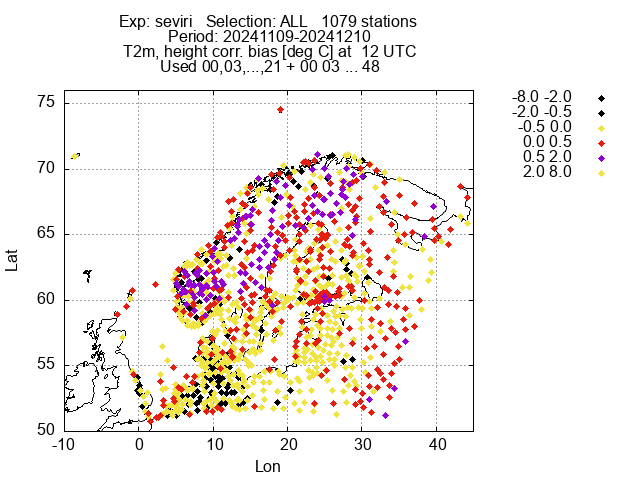 Exp: seviri   Selection: ALL   1079 stations
Period: 20241109-20241210
T2m, height corr. bias [deg C] at  12 UTC
Used 00,03,...,21 + 00 03 ... 48
-8.0 -2.0
-2.0 -0.5
-0.5 0.0
0.0 0.5
0.5 2.0
2.0 8.0
75
70
65
60
55
50
Lat
-10 0 10 20 30 40
Lon